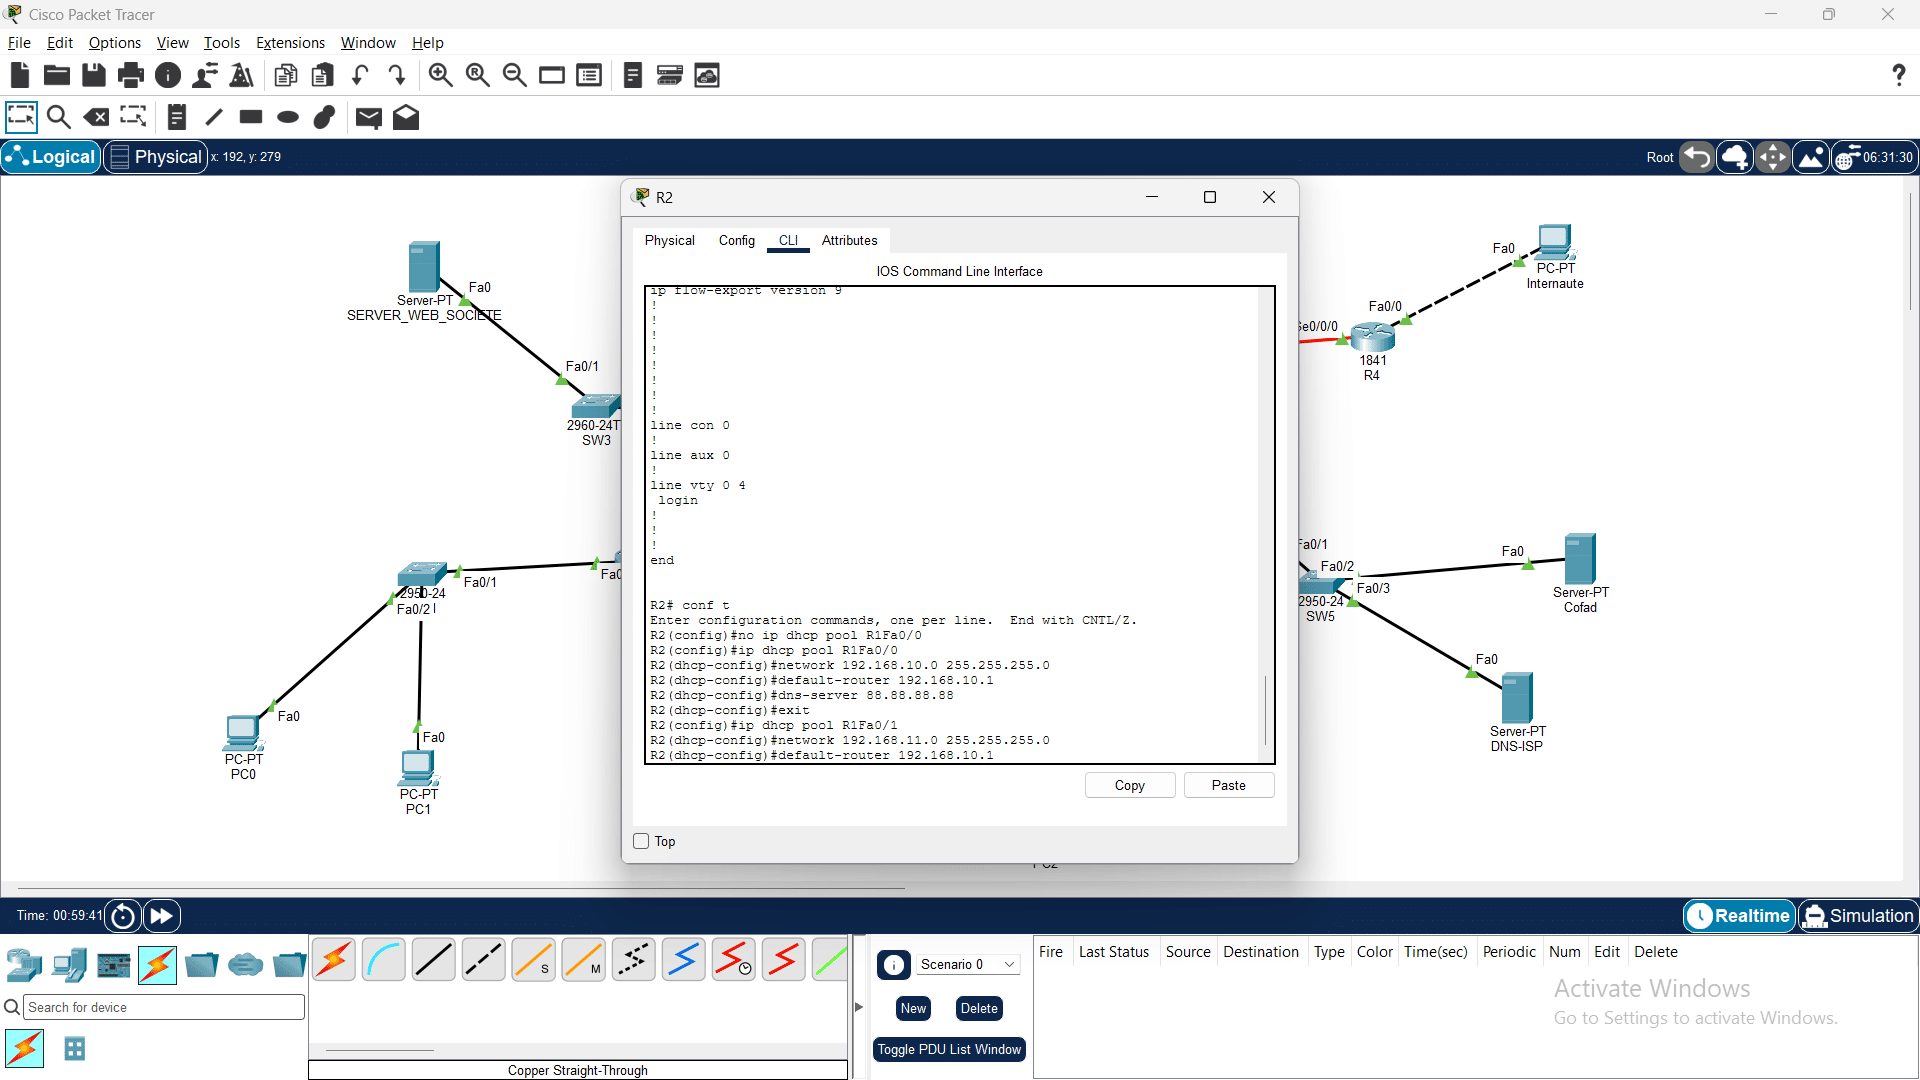 Cisco Packet Tracer
File Edit Options View Tools Extensions Window Help
Logical Physical x: 192, y: 279
Root 06:31:30
Server-PT
SERVER_WEB_SOCIETE
Fa0
Fa0/1
2960-24T
SW3
2950-24
Fa0/1
Fa0/2
Fa0
PC-PT
PC0
Fa0
PC-PT
PC1
R2
Physical Config CLI Attributes
IOS Command Line Interface
ip flow-export version 9
!
!
!
!
!
!
!
!
line con 0
!
line aux 0
!
line vty 0 4
login
!
!
!
end
R2# conf t
Enter configuration commands, one per line. End with CNTL/Z.
R2(config)#no ip dhcp pool R1Fa0/0
R2(config)#ip dhcp pool R1Fa0/0
R2(dhcp-config)#network 192.168.10.0 255.255.255.0
R2(dhcp-config)#default-router 192.168.10.1
R2(dhcp-config)#dns-server 88.88.88.88
R2(dhcp-config)#exit
R2(config)#ip dhcp pool R1Fa0/1
R2(dhcp-config)#network 192.168.11.0 255.255.255.0
R2(dhcp-config)#default-router 192.168.10.1
Copy Paste
Top
Fa0
PC-PT
Internaute
Fa0/0
Se0/0/0
1841
R4
Fa0/1
Fa0/2
Fa0/3
2950-24
SW5
Fa0
Server-PT
Cofad
Fa0
Server-PT
DNS-ISP
Time: 00:59:41
Realtime Simulation
S M
Search for device
Copper Straight-Through
Scenario 0
New Delete
Toggle PDU List Window
Fire Last Status Source Destination Type Color Time(sec) Periodic Num Edit Delete
Activate Windows
Go to Settings to activate Windows.